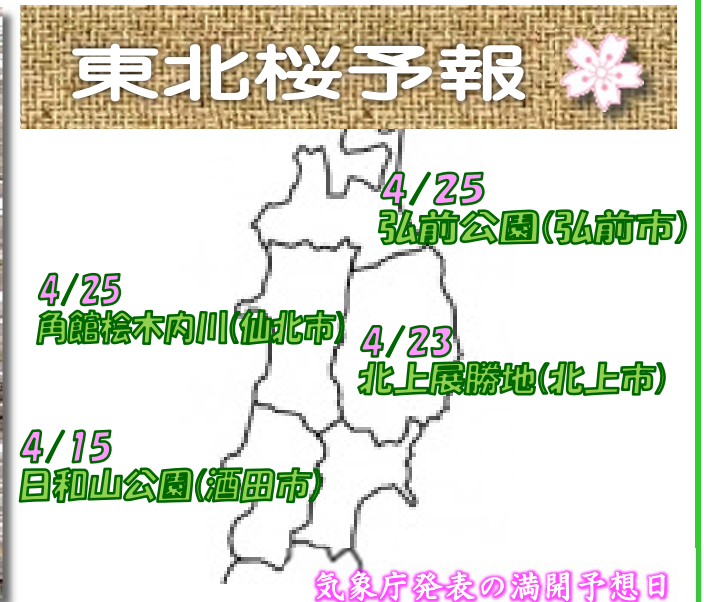 東北桜予報
4/25
弘前公園(弘前市)
4/25
角館桧木内川(仙北市)
4/23
北上展勝地(北上市)
4/15
日和山公園(酒田市)
気象庁発表の満開予想日